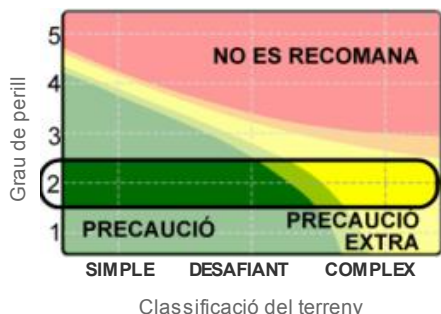 Grau de perill
5
4
3
2
1
NO ES RECOMANA
PRECAUCIÓ
PRECAUCIÓ
EXTRA
SIMPLE DESAFIANT COMPLEX
Classificació del terreny